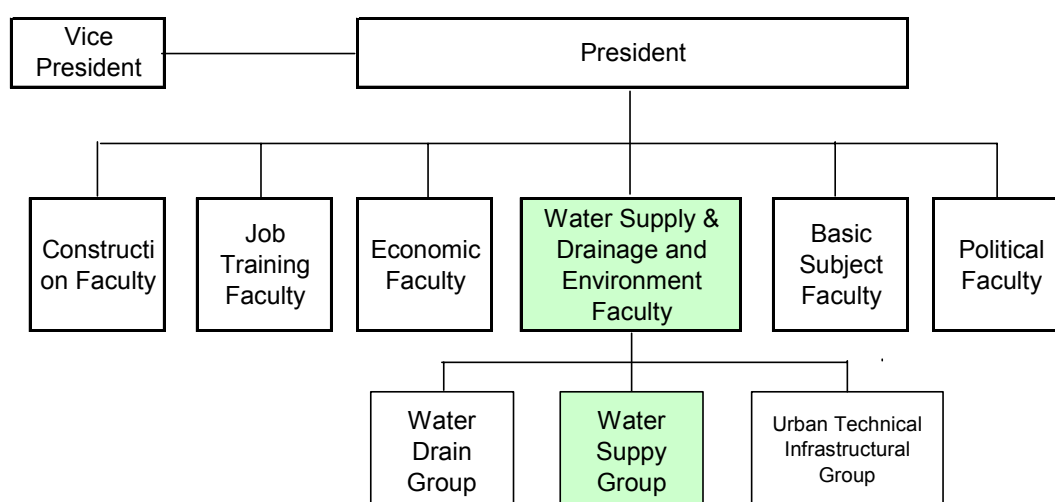 Vice
President
President
Constructi
on Faculty
Job
Training
Faculty
Economic
Faculty
Water Supply &
Drainage and
Environment
Faculty
Basic
Subject
Faculty
Political
Faculty
Water
Drain
Group
Water
Suppy
Group
Urban Technical
Infrastructural
Group